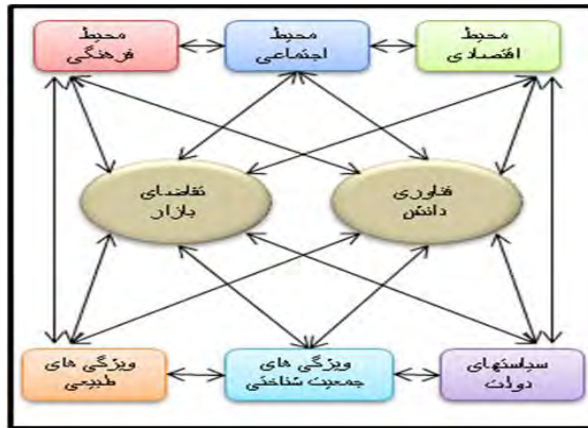 محیط
اقتصادی
محیط
اجتماعی
محیط
فرهنگی
فناوری
دانش
تقاضای
بازار
سیاستهای
دولت
ویژگی های
جمعیت شناختی
ویژگی های
طبیعی